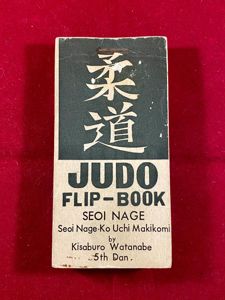 柔道
JUDO
FLIP-BOOK
SEOI NAGE
Seoi Nage-Ko Uchi Makikomi
by
Kisaburo Watanabe
5th Dan.